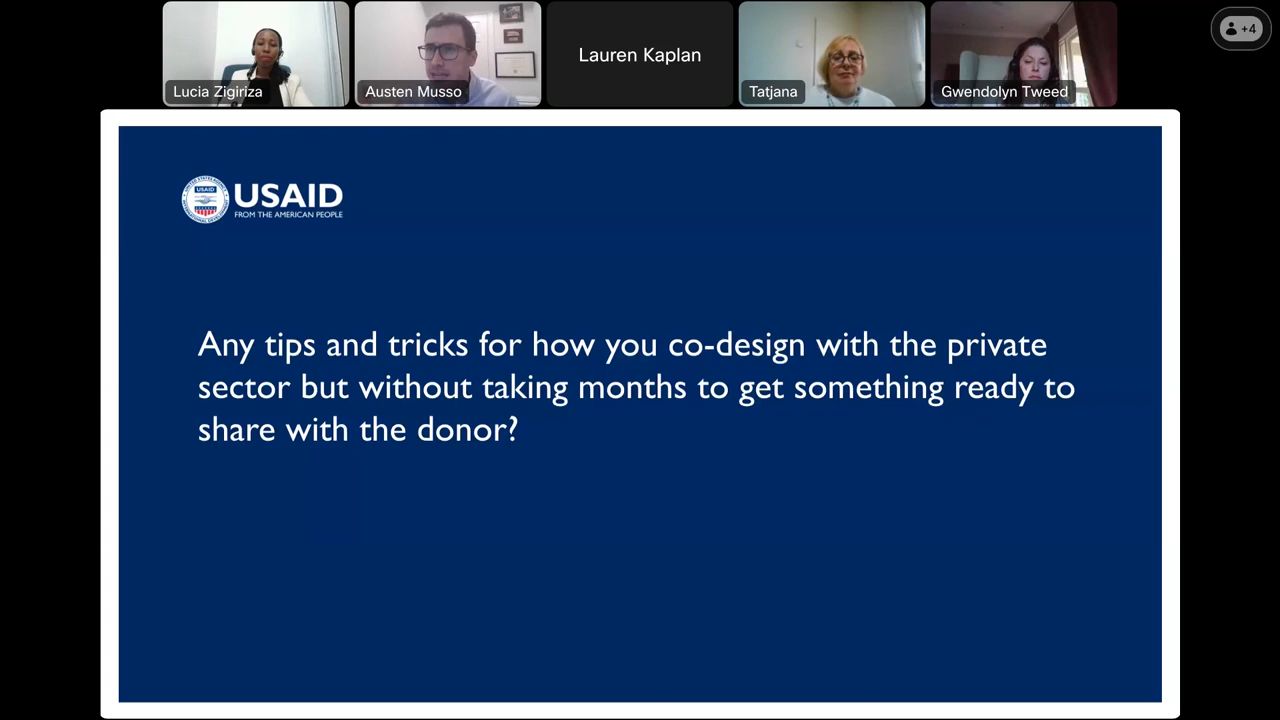 Lucia Zigiriza
Austen Musso
Lauren Kaplan
Tatjana
Gwendolyn Tweed
+4
USAID
FROM THE AMERICAN PEOPLE
Any tips and tricks for how you co-design with the private
sector but without taking months to get something ready to
share with the donor?